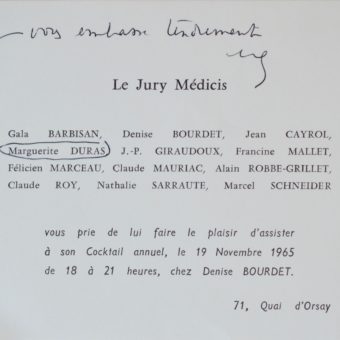 — vous embrasse tendrement
Le Jury Médicis
Gala BARBISAN, Denise BOURDET, Jean CAYROL,
Marguerite DURAS, J.-P. GIRAUDOUX, Francine MALLET,
Félicien MARCEAU, Claude MAURIAC, Alain ROBBE-GRILLET,
Claude ROY, Nathalie SARRAUTE, Marcel SCHNEIDER
vous prie de lui faire le plaisir d'assister
à son Cocktail annuel, le 19 Novembre 1965
de 18 à 21 heures, chez Denise BOURDET.
71, Quai d'Orsay